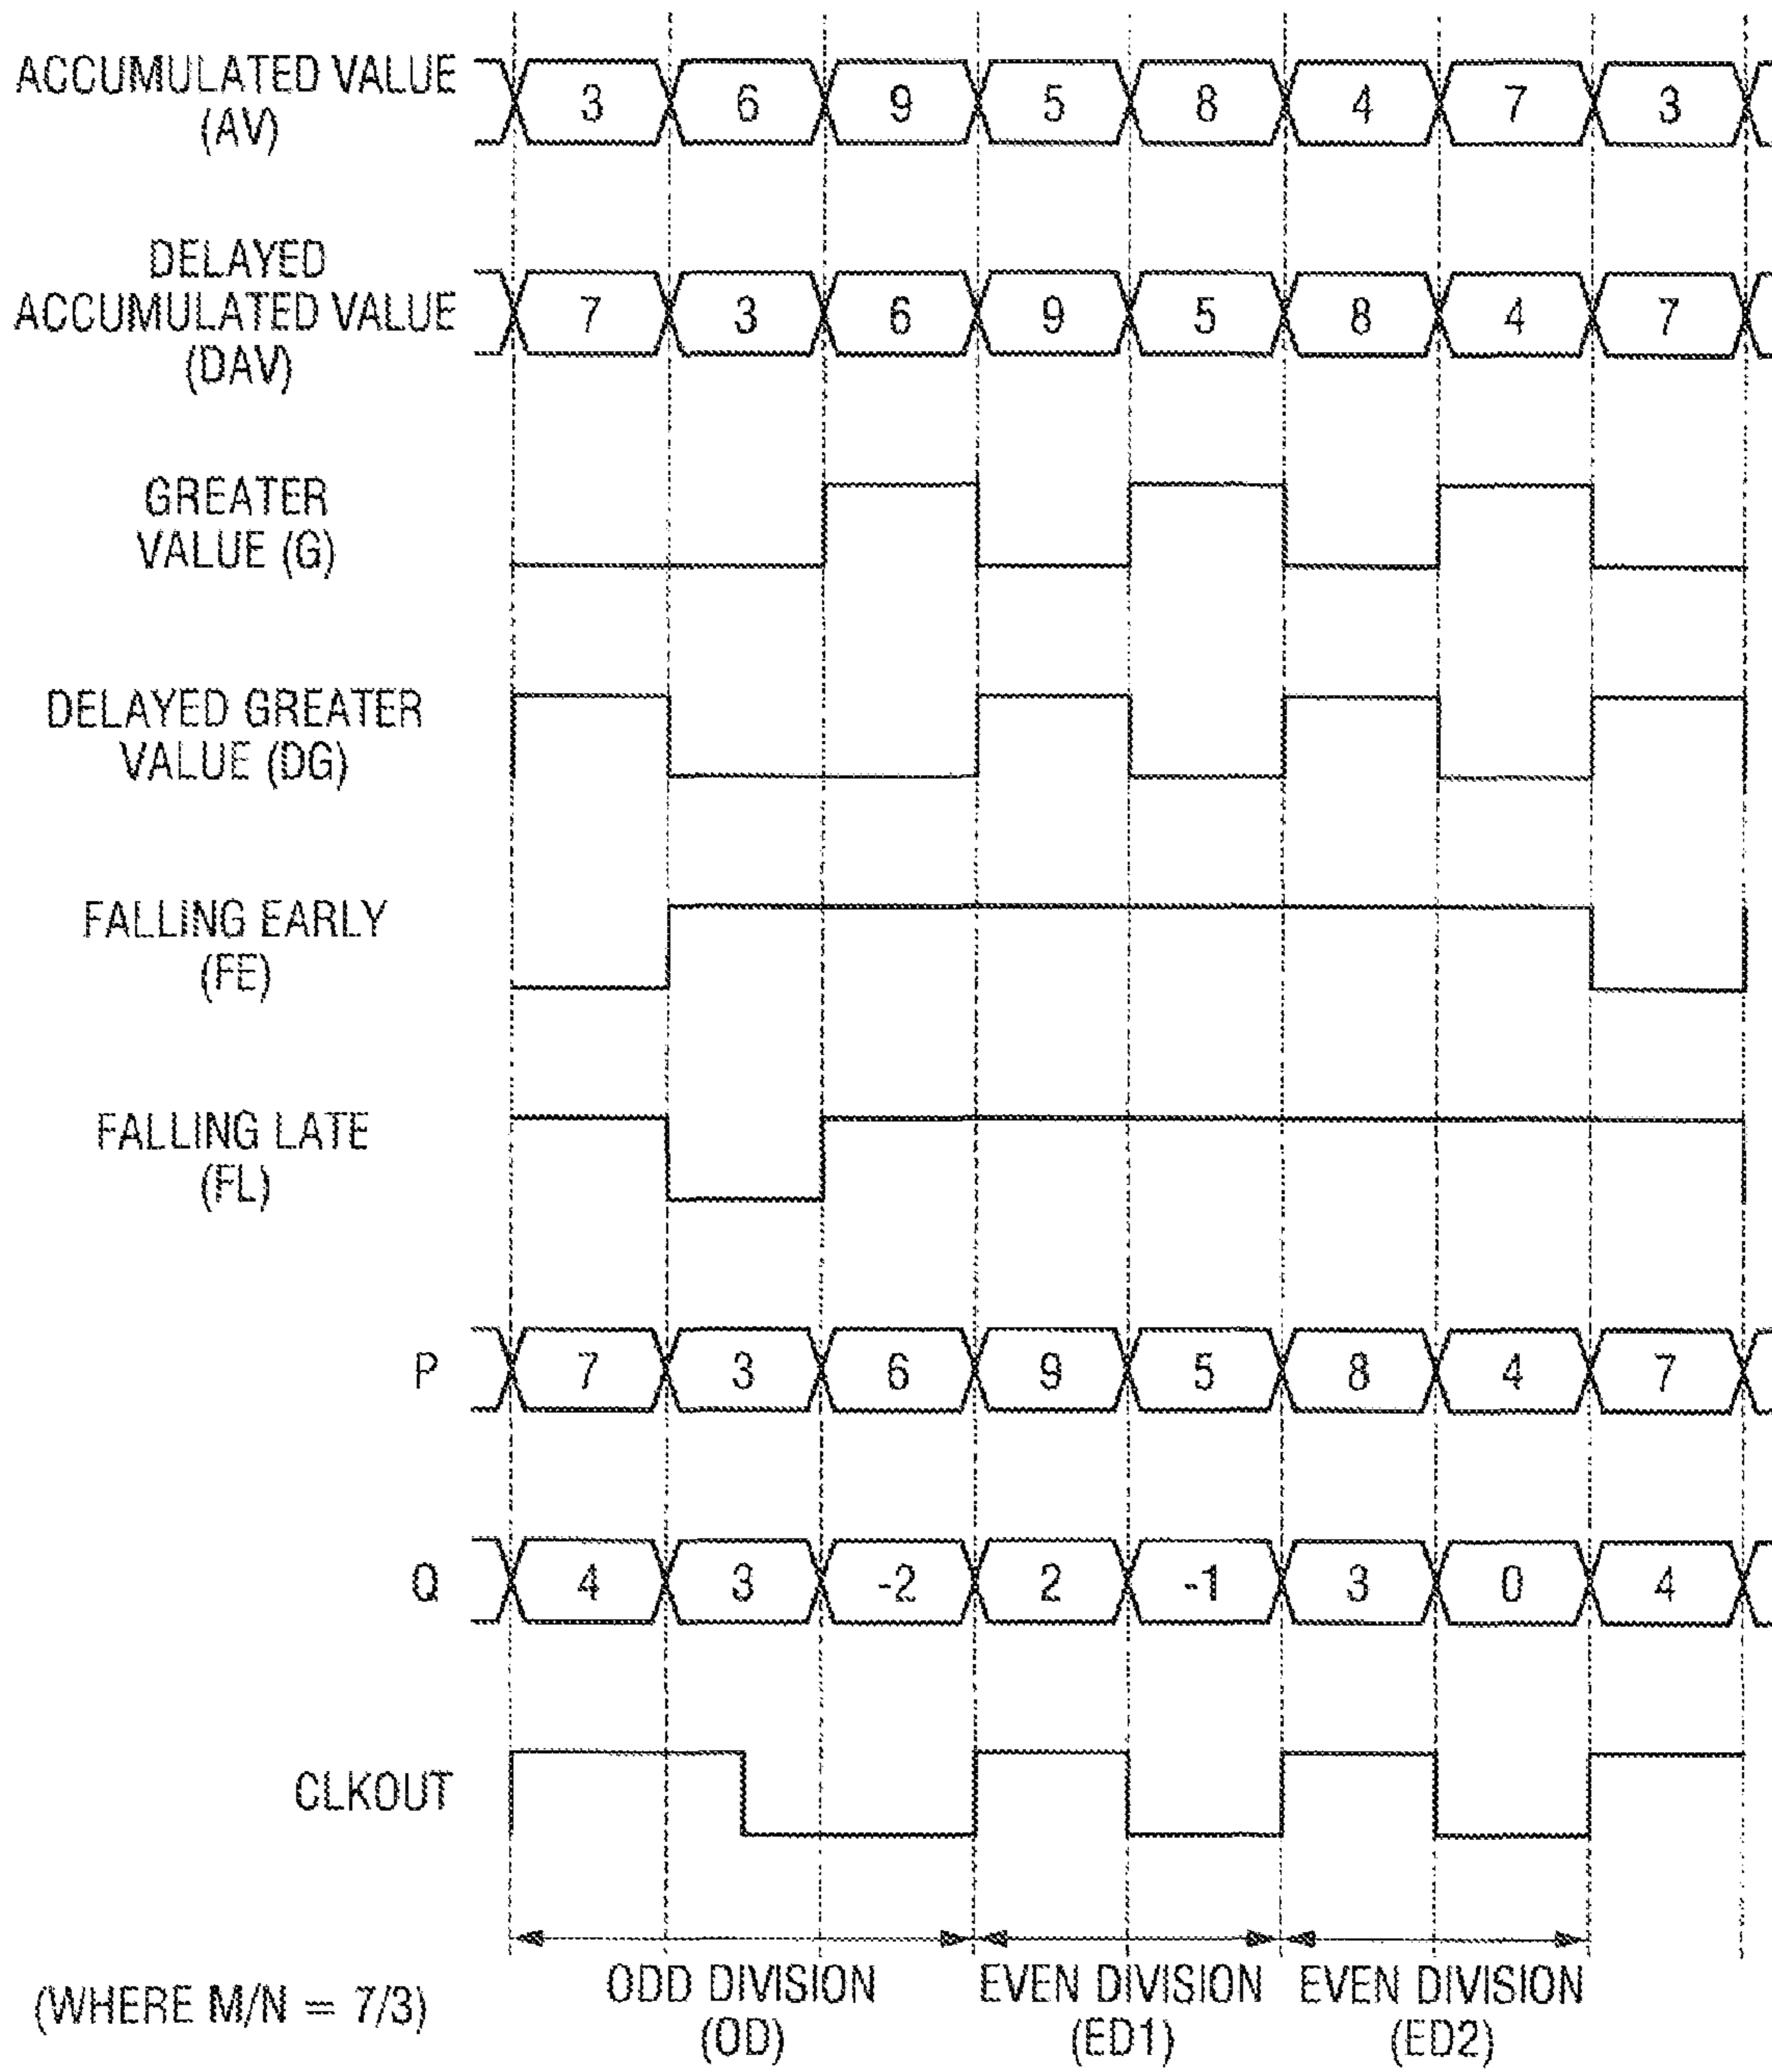 ACCUMULATED VALUE
(AV)
3 6 9 5 8 4 7 3
DELAYED
ACCUMULATED VALUE
(DAV)
7 3 6 9 5 8 4 7
GREATER
VALUE (G)
DELAYED GREATER
VALUE (DG)
FALLING EARLY
(FE)
FALLING LATE
(FL)
P 7 3 6 9 5 8 4 7
Q 4 3 -2 2 -1 3 0 4
CLKOUT
ODD DIVISION
(OD)
EVEN DIVISION
(ED1)
EVEN DIVISION
(ED2)
(WHERE M/N = 7/3)